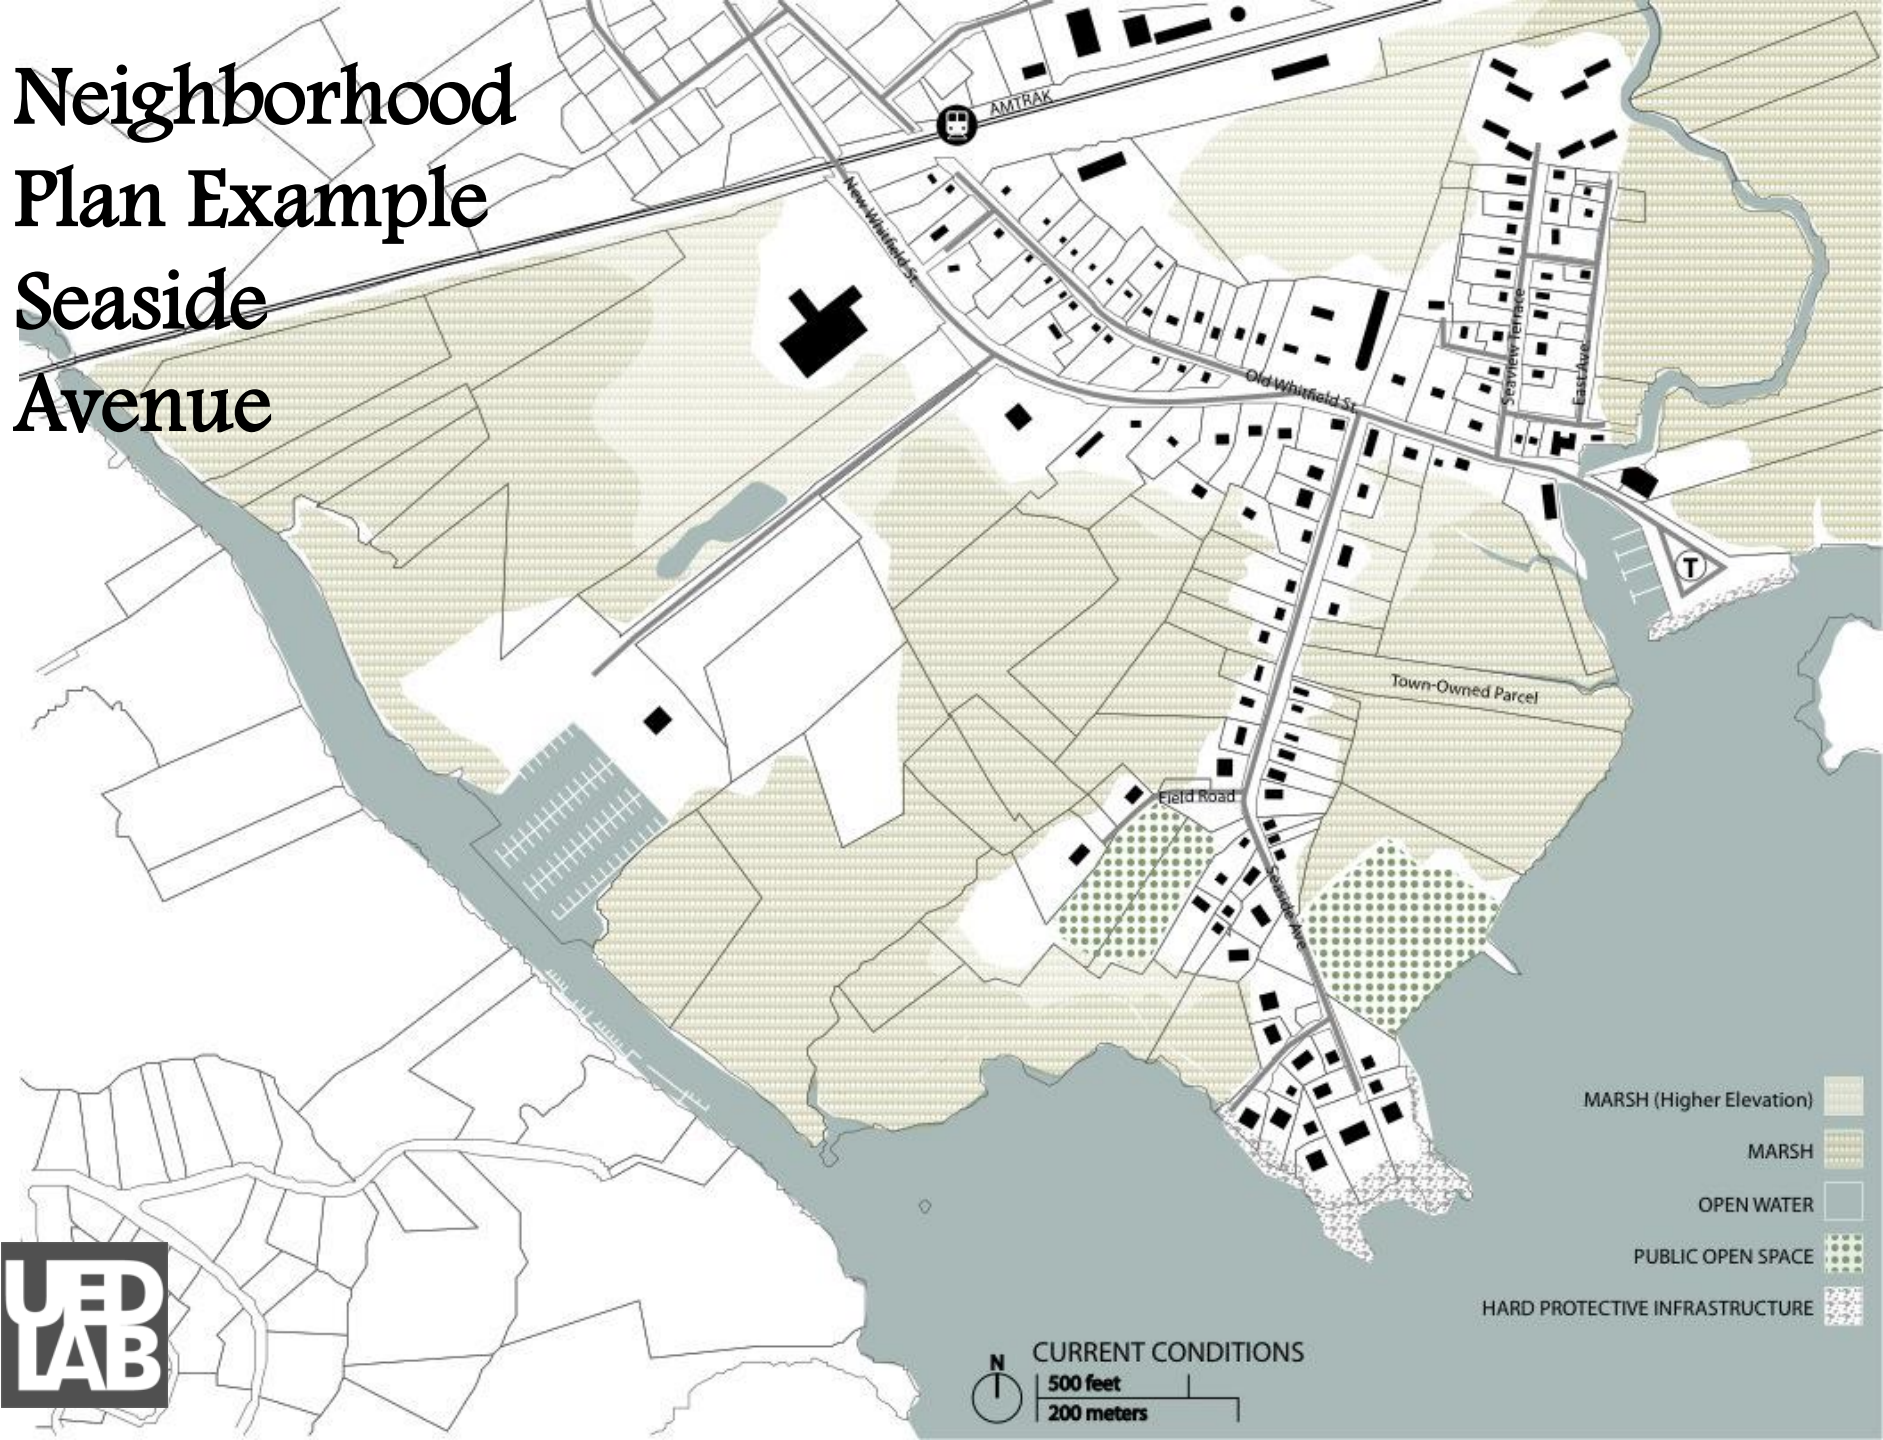 Neighborhood
Plan Example
Seaside
Avenue
AMTRAK
New Whitfield St.
Old Whitfield St.
Seaview Terrace
East Ave
T
Town-Owned Parcel
Field Road
Seaside Ave
MARSH (Higher Elevation)
MARSH
OPEN WATER
PUBLIC OPEN SPACE
HARD PROTECTIVE INFRASTRUCTURE
UED
LAB
N
CURRENT CONDITIONS
500 feet
200 meters